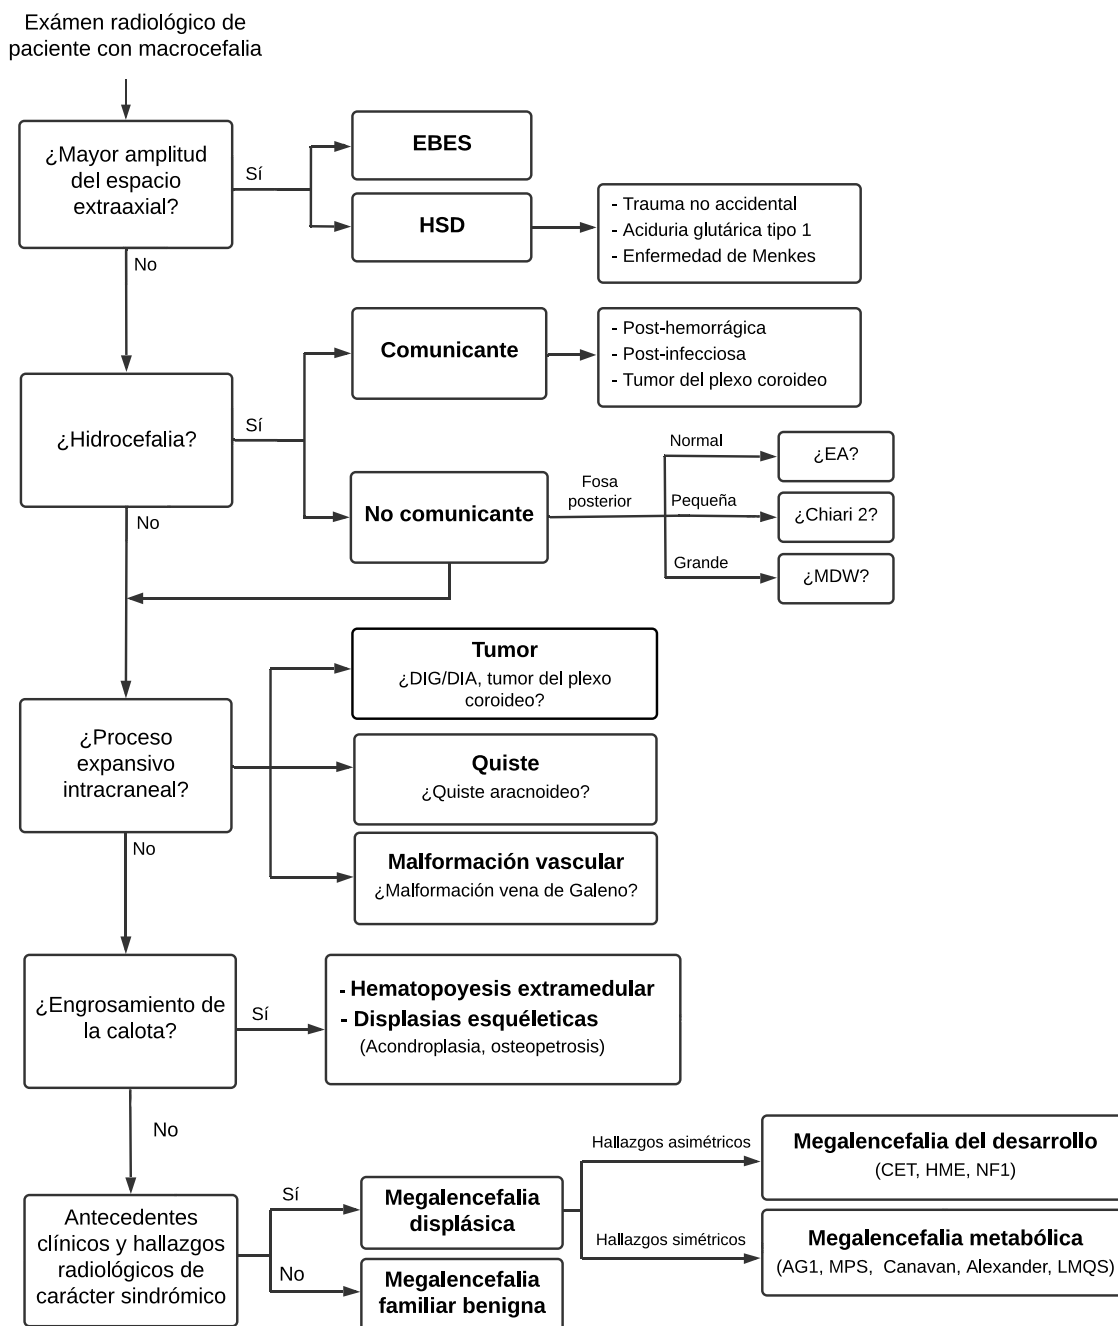 Exámen radiológico de
paciente con macrocefalia
¿Mayor amplitud
del espacio
extraaxial?
Sí
EBES
HSD
- Trauma no accidental
- Aciduria glutárica tipo 1
- Enfermedad de Menkes
No
¿Hidrocefalia?
Sí
Comunicante
- Post-hemorrágica
- Post-infecciosa
- Tumor del plexo coroideo
No comunicante
Fosa
posterior
Normal
¿EA?
Pequeña
¿Chiari 2?
Grande
¿MDW?
No
¿Proceso
expansivo
intracraneal?
Tumor
¿DIG/DIA, tumor del plexo
coroideo?
Quiste
¿Quiste aracnoideo?
Malformación vascular
¿Malformación vena de Galeno?
No
¿Engrosamiento de
la calota?
Sí
- Hematopoyesis extramedular
- Displasias esquéleticas
(Acondroplasia, osteopetrosis)
No
Antecedentes
clínicos y hallazgos
radiológicos de
carácter sindrómico
Sí
Megalencefalia
displásica
Hallazgos asimétricos
Megalencefalia del desarrollo
(CET, HME, NF1)
Hallazgos simétricos
Megalencefalia metabólica
(AG1, MPS, Canavan, Alexander, LMQS)
No
Megalencefalia
familiar benigna